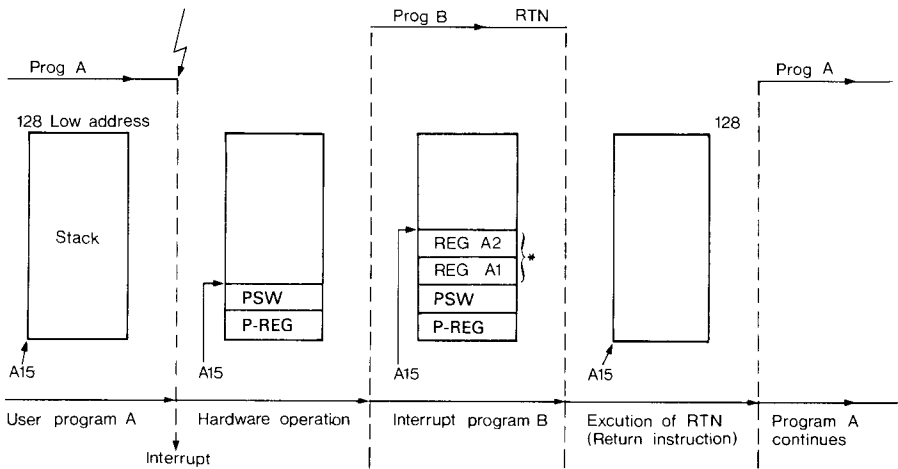 Prog B RTN
Prog A
Prog A
128 Low address
128
Stack
REG A2
REG A1
*
PSW
P-REG
PSW
P-REG
A15
A15
A15
A15
User program A
Hardware operation
Interrupt program B
Excution of RTN
(Return instruction)
Program A
continues
Interrupt